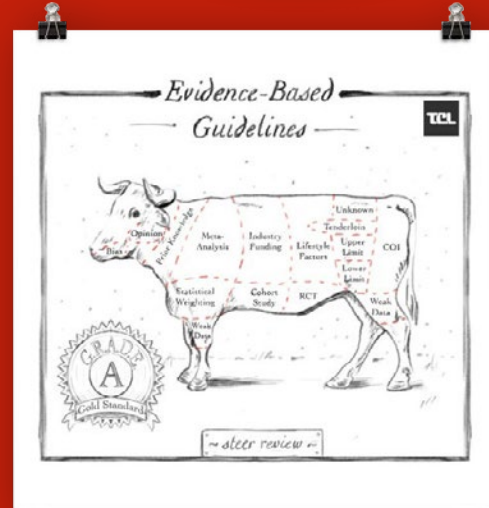 Evidence-Based
Guidelines
TCL
Unknown
Tenderloin
Opinion
Prior Knowledge
Meta-
Analysis
Industry
Funding
Lifestyle
Factors
Upper
Limit
COI
Bias
Lower
Limit
Statistical
Weighting
Cohort
Study
RCT
Weak
Data
Weak
Data
GRADE
A
Gold Standard
~ steer review ~